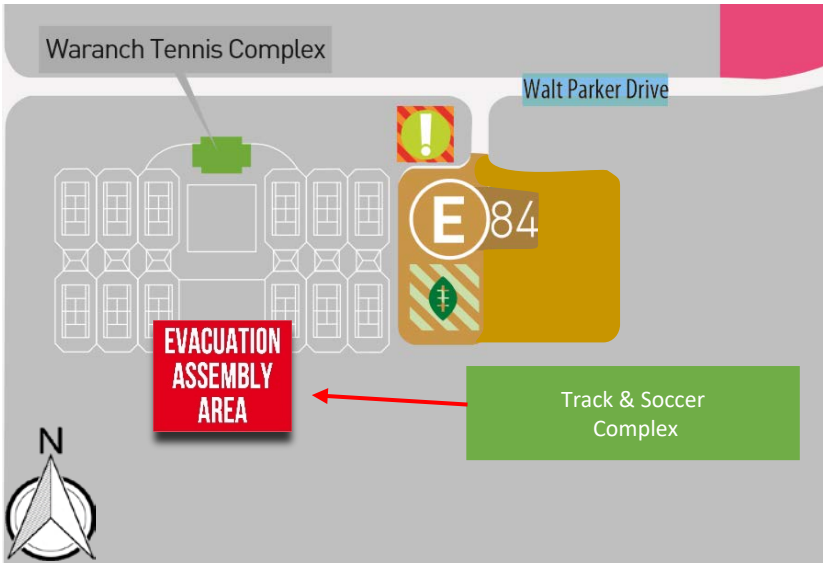 Waranch Tennis Complex
Walt Parker Drive
!
E 84
EVACUATION
ASSEMBLY
AREA
Track & Soccer
Complex
N